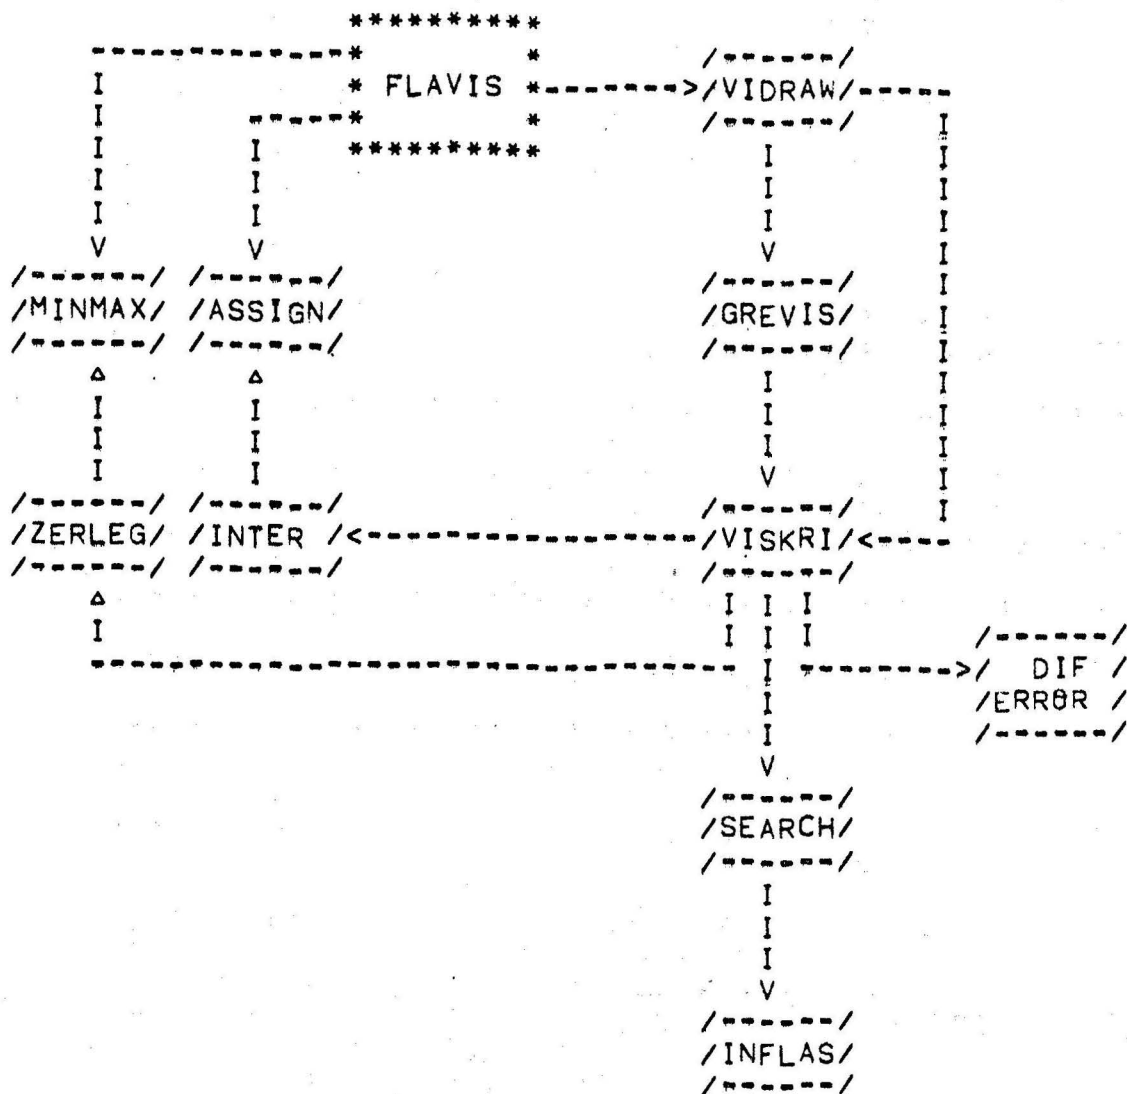 FLAVIS
VIDRAW
MINMAX
ASSIGN
GREVIS
ZERLEG
INTER
VISKRI
DIF
ERROR
SEARCH
INFLAS